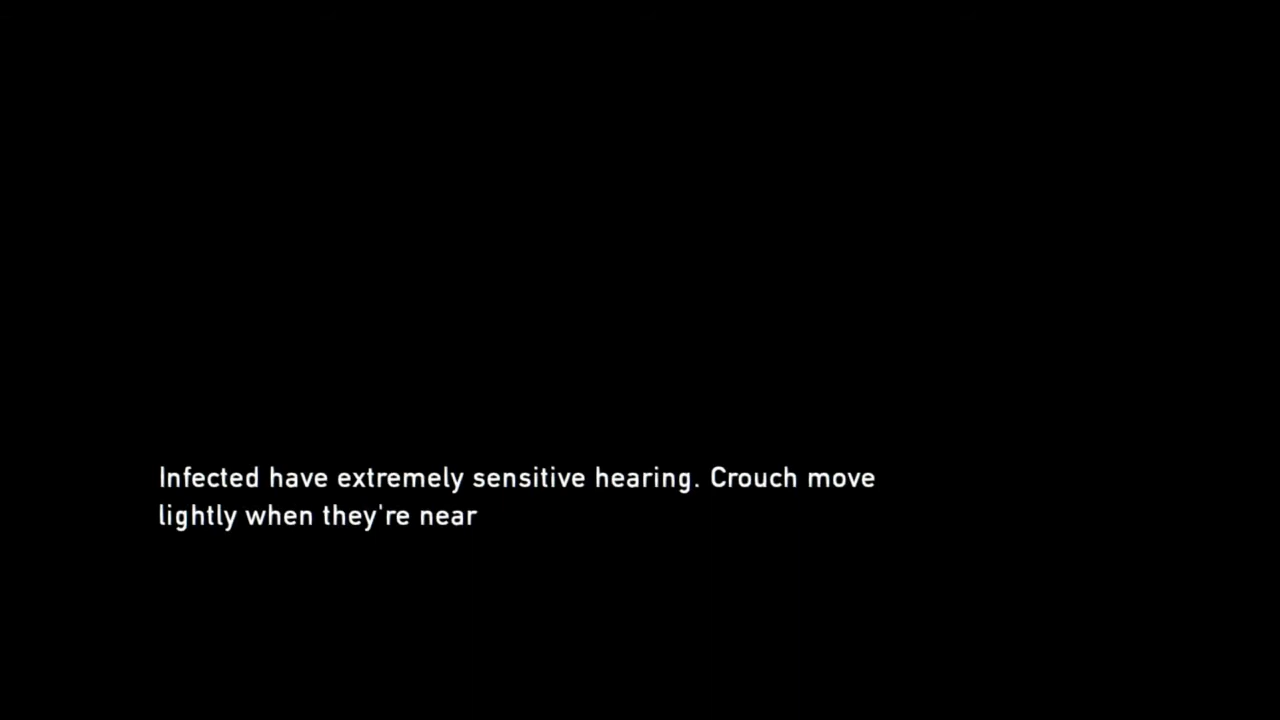 Infected have extremely sensitive hearing. Crouch move
lightly when they're near